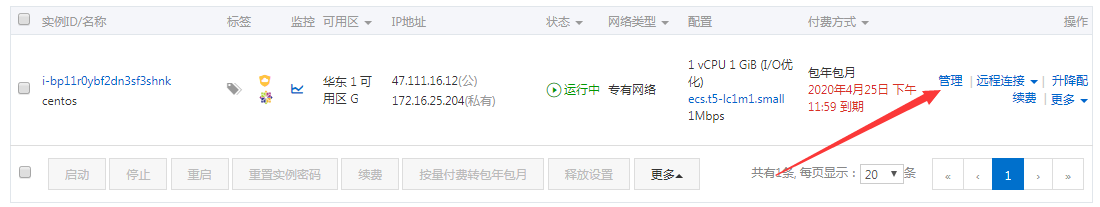 实例ID/名称 标签 监控 可用区 IP地址 状态 网络类型 配置 付费方式 操作
i-bp11r0ybf2dn3sf3shnk
centos
华东 1 可
用区 G
47.111.16.12(公)
172.16.25.204(私有)
运行中
专有网络
1 vCPU 1 GiB (I/O优
化)
ecs.t5-lc1m1.small
1Mbps
包年包月
2020年4月25日 下午
11:59 到期
管理 | 远程连接 | 升降配
续费 | 更多
启动 停止 重启 重置实例密码 续费 按量付费转包年包月 释放设置 更多 共有1条, 每页显示：20 条 « ‹ 1 › »